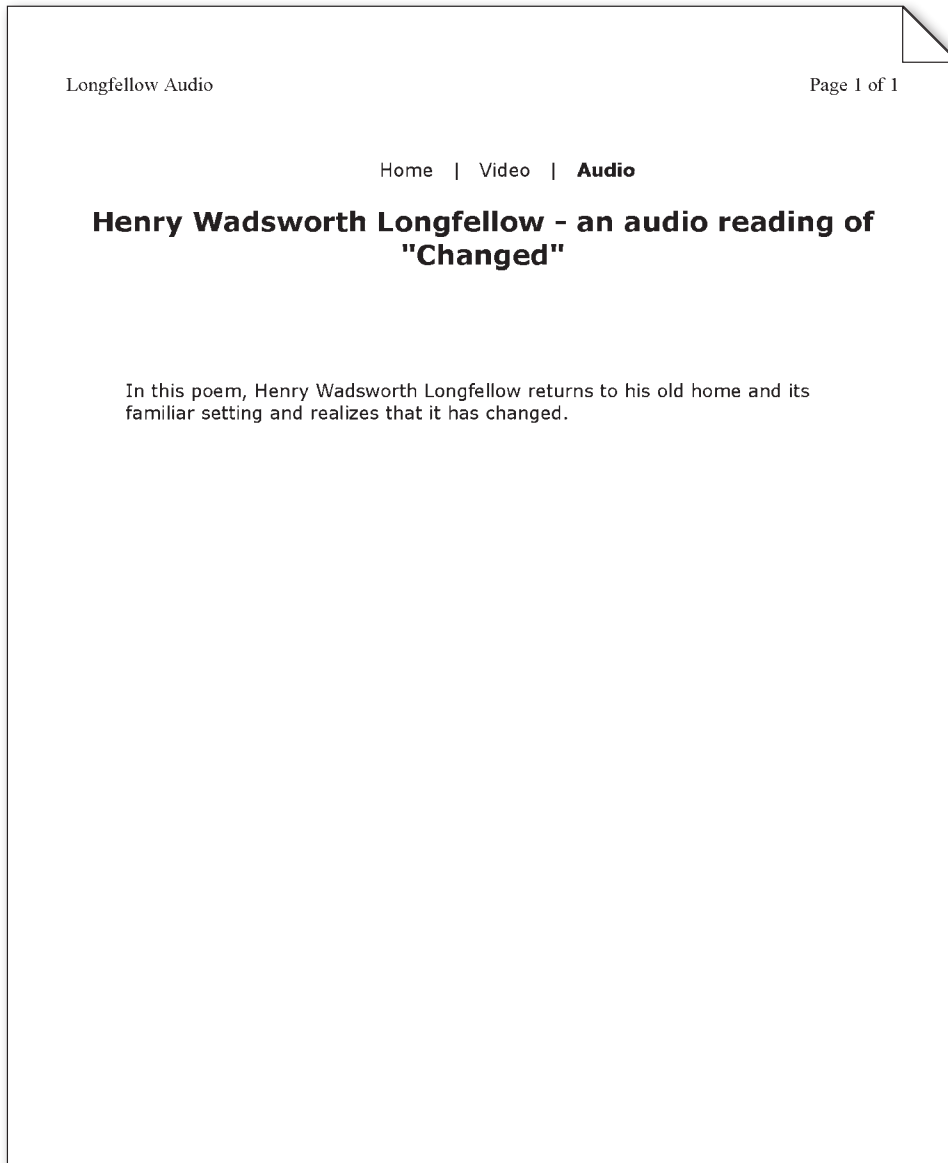 Longfellow Audio Page 1 of 1
Home | Video | Audio
Henry Wadsworth Longfellow - an audio reading of
"Changed"
In this poem, Henry Wadsworth Longfellow returns to his old home and its
familiar setting and realizes that it has changed.